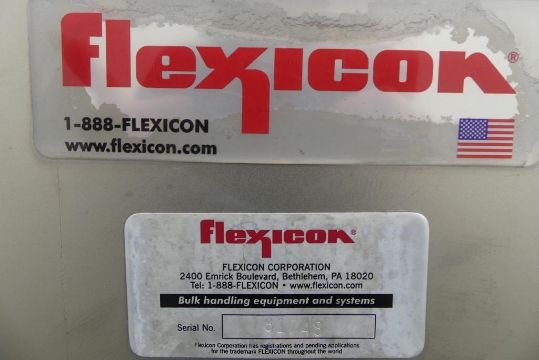 flexicon®
1-888-FLEXICON
www.flexicon.com
flexicon®
FLEXICON CORPORATION
2400 Emrick Boulevard, Bethlehem, PA 18020
Tel: 1-888-FLEXICON • www.flexicon.com
Bulk handling equipment and systems
Serial No.
Flexicon Corporation has registrations and pending applications
for the trademark FLEXICON throughout the world